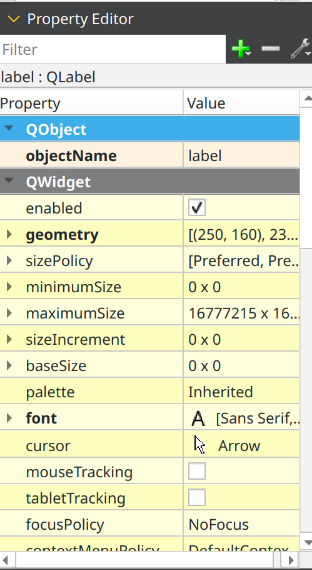 Property Editor
Filter
label : QLabel
Property Value
QObject
objectName label
QWidget
enabled
geometry [(250, 160), 23...
sizePolicy [Preferred, Pre...
minimumSize 0 x 0
maximumSize 16777215 x 16...
sizeIncrement 0 x 0
baseSize 0 x 0
palette Inherited
font A [Sans Serif,...
cursor Arrow
mouseTracking
tabletTracking
focusPolicy NoFocus
contextMenuPolicy DefaultContex